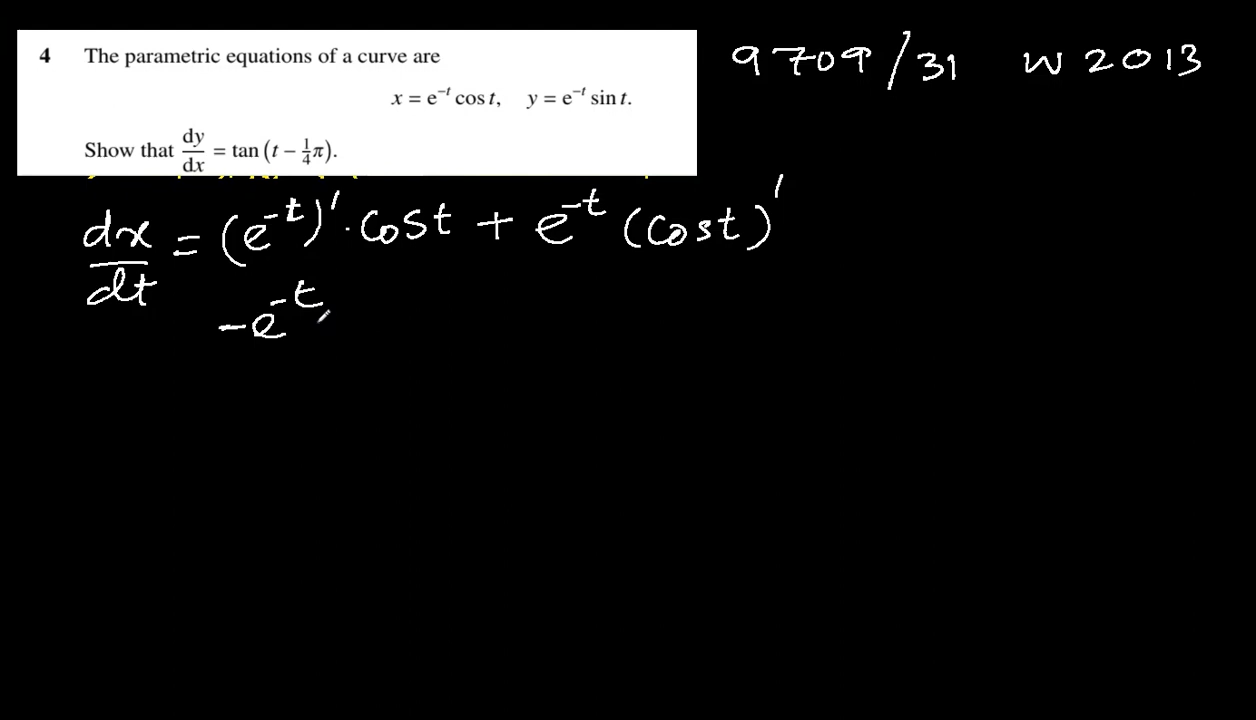 4 The parametric equations of a curve are
x = e⁻ᵗ cos t, y = e⁻ᵗ sin t.
Show that dy/dx = tan(t − ¼π).
9709/31 W 2013
dx/dt = (e⁻ᵗ)′ · cos t + e⁻ᵗ (cos t)′
−e⁻ᵗ